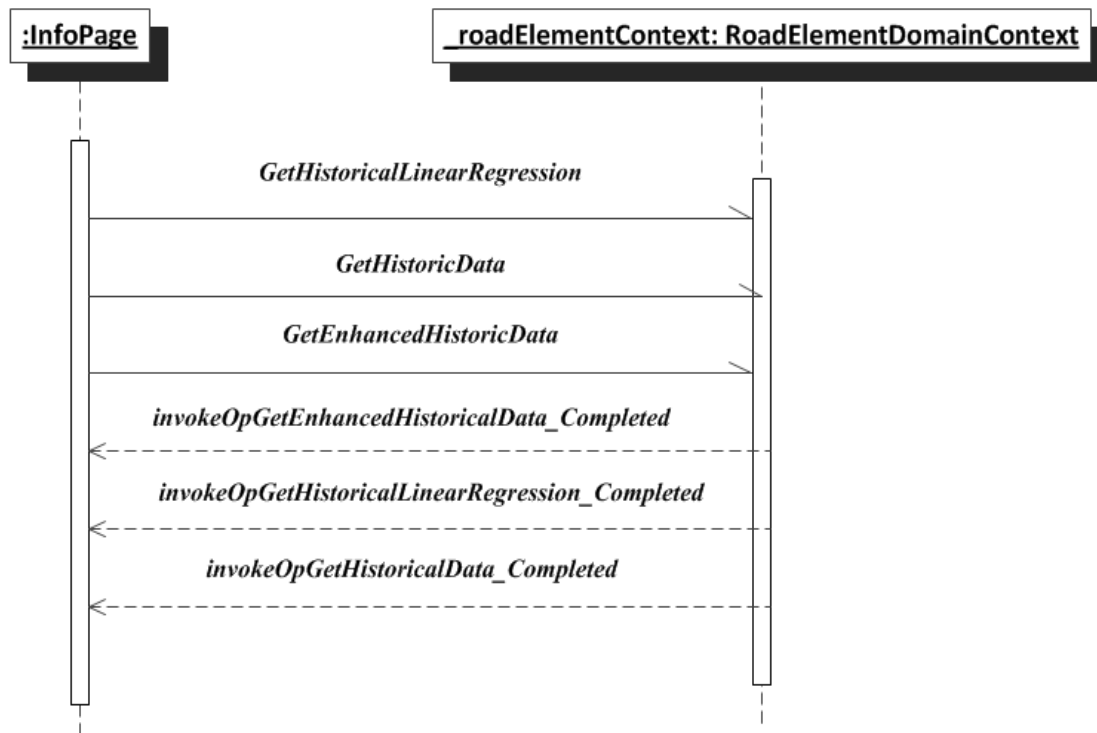 :InfoPage
_roadElementContext: RoadElementDomainContext
GetHistoricalLinearRegression
GetHistoricData
GetEnhancedHistoricData
invokeOpGetEnhancedHistoricalData_Completed
invokeOpGetHistoricalLinearRegression_Completed
invokeOpGetHistoricalData_Completed